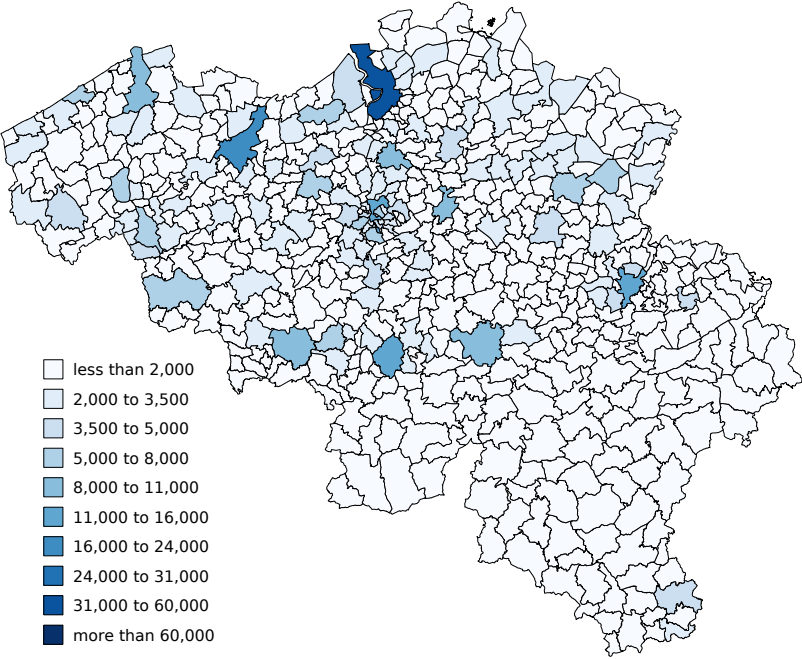 less than 2,000
2,000 to 3,500
3,500 to 5,000
5,000 to 8,000
8,000 to 11,000
11,000 to 16,000
16,000 to 24,000
24,000 to 31,000
31,000 to 60,000
more than 60,000